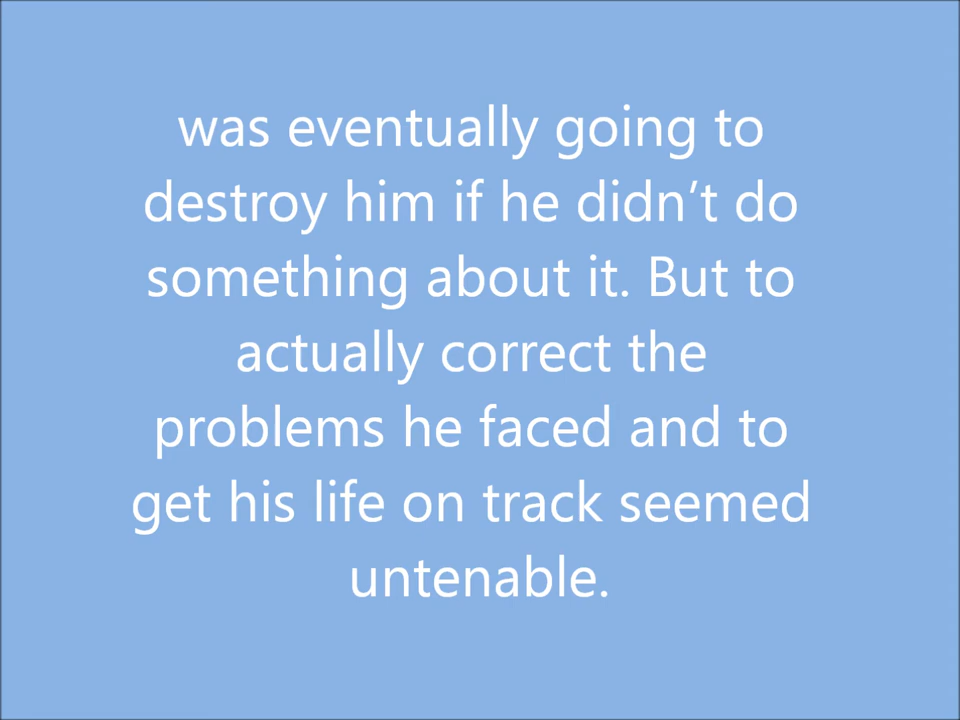 was eventually going to
destroy him if he didn’t do
something about it. But to
actually correct the
problems he faced and to
get his life on track seemed
untenable.